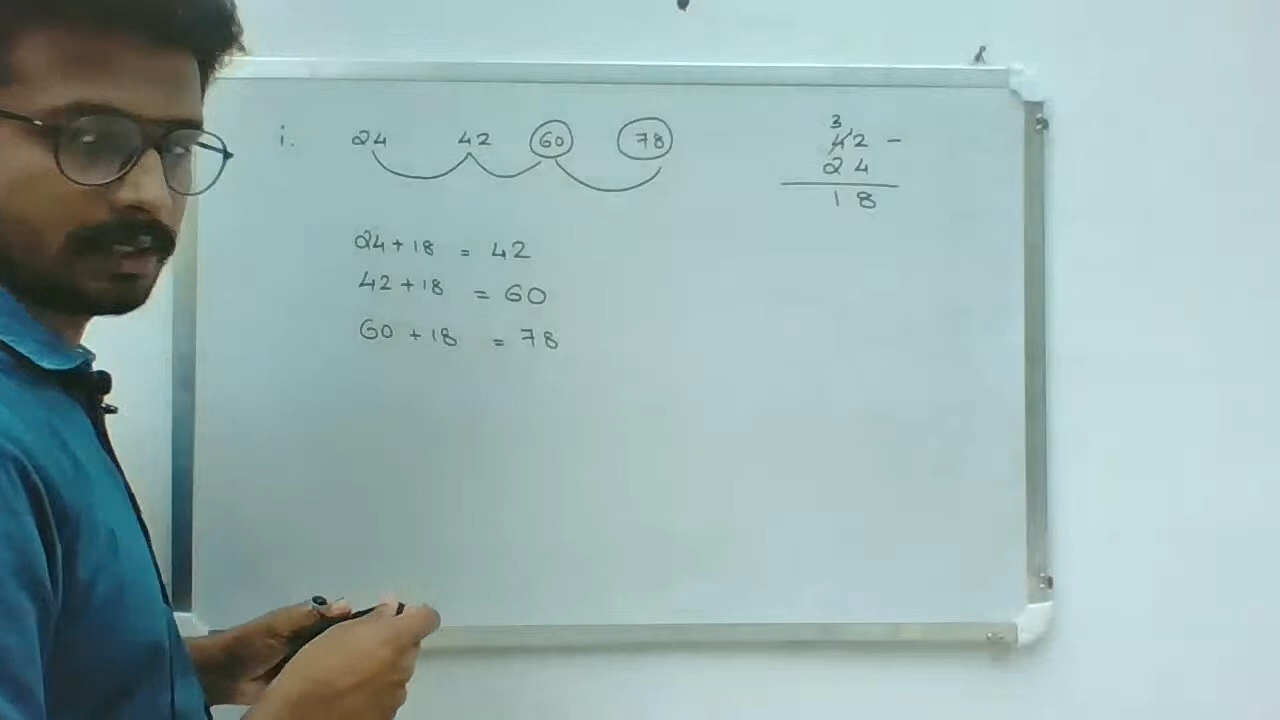 i. 24 42 60 78
24 + 18 = 42
42 + 18 = 60
60 + 18 = 78
3
42 -
24
18